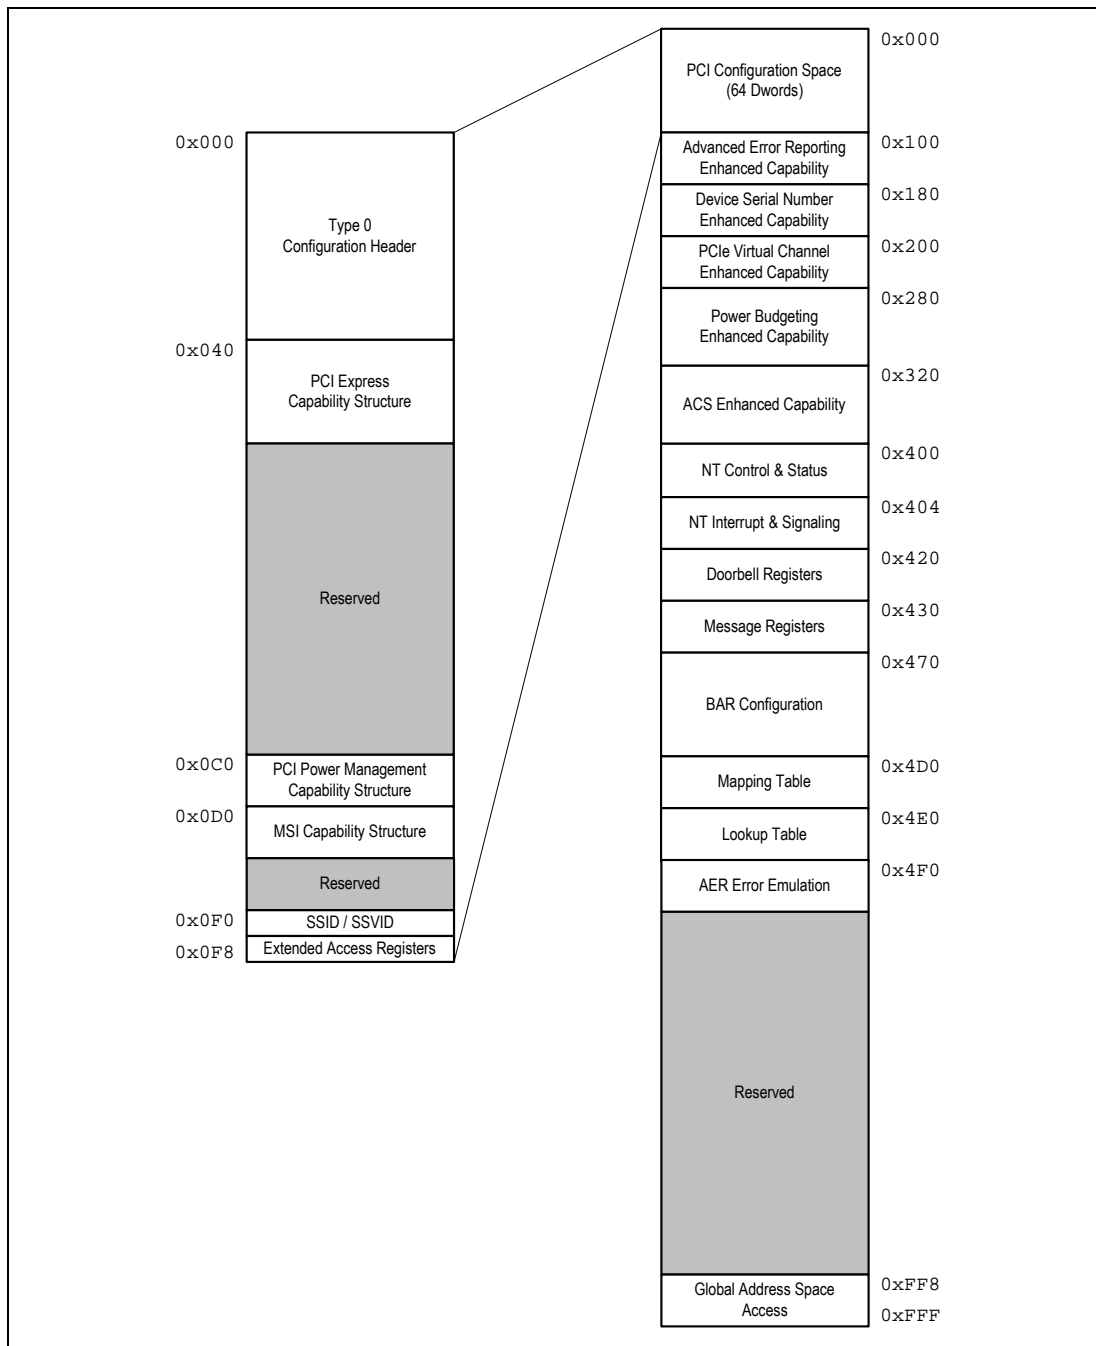 0x000
Type 0
Configuration Header
0x040
PCI Express
Capability Structure
Reserved
0x0C0
PCI Power Management
Capability Structure
0x0D0
MSI Capability Structure
Reserved
0x0F0
SSID / SSVID
0x0F8
Extended Access Registers
0x000
PCI Configuration Space
(64 Dwords)
0x100
Advanced Error Reporting
Enhanced Capability
0x180
Device Serial Number
Enhanced Capability
0x200
PCIe Virtual Channel
Enhanced Capability
0x280
Power Budgeting
Enhanced Capability
0x320
ACS Enhanced Capability
0x400
NT Control & Status
0x404
NT Interrupt & Signaling
0x420
Doorbell Registers
0x430
Message Registers
0x470
BAR Configuration
0x4D0
Mapping Table
0x4E0
Lookup Table
0x4F0
AER Error Emulation
Reserved
0xFF8
Global Address Space
Access
0xFFF